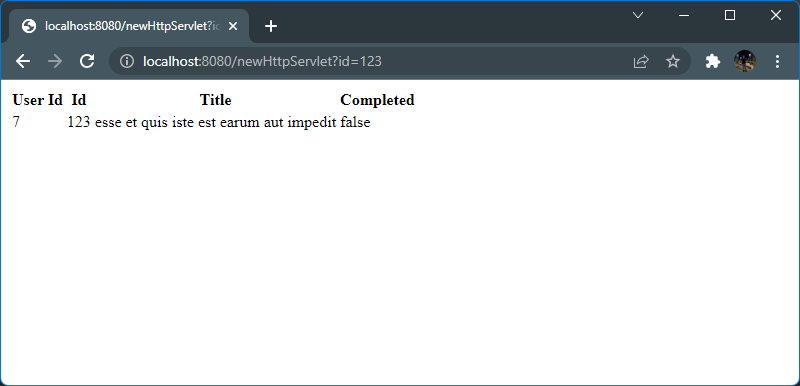 localhost:8080/newHttpServlet?id
localhost:8080/newHttpServlet?id=123
User Id Id Title Completed
7 123 esse et quis iste est earum aut impedit false